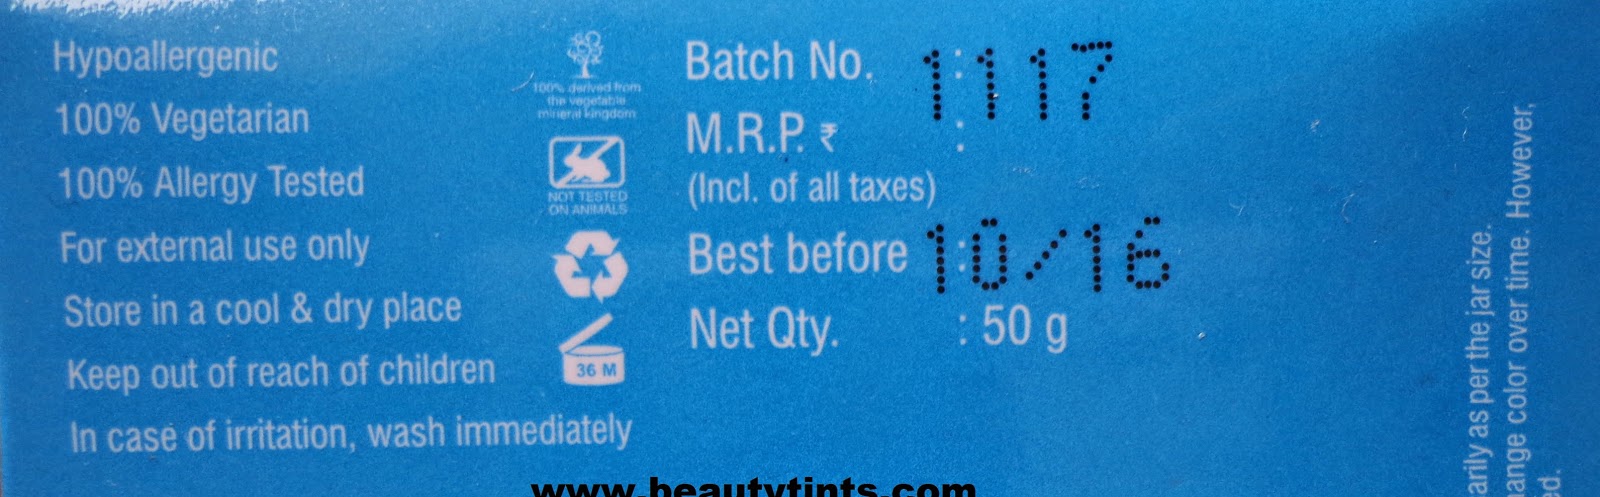 Hypoallergenic
100% Vegetarian
100% Allergy Tested
For external use only
Store in a cool & dry place
Keep out of reach of children
In case of irritation, wash immediately
100% derived from
the vegetable
mineral kingdom
NOT TESTED
ON ANIMALS
36 M
Batch No. : 1117
M.R.P. ₹ :
(Incl. of all taxes)
Best before : 10/16
Net Qty. : 50 g
arily as per the jar size.
ange color over time. However,
ed.
www.beautytints.com